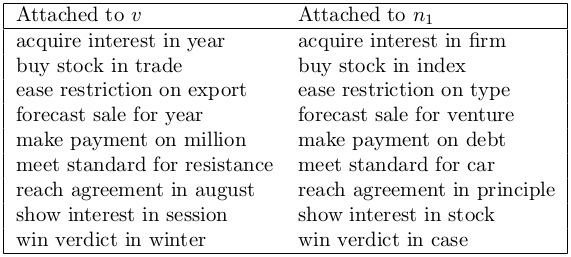 Attached to v Attached to n₁
acquire interest in year acquire interest in firm
buy stock in trade buy stock in index
ease restriction on export ease restriction on type
forecast sale for year forecast sale for venture
make payment on million make payment on debt
meet standard for resistance meet standard for car
reach agreement in august reach agreement in principle
show interest in session show interest in stock
win verdict in winter win verdict in case